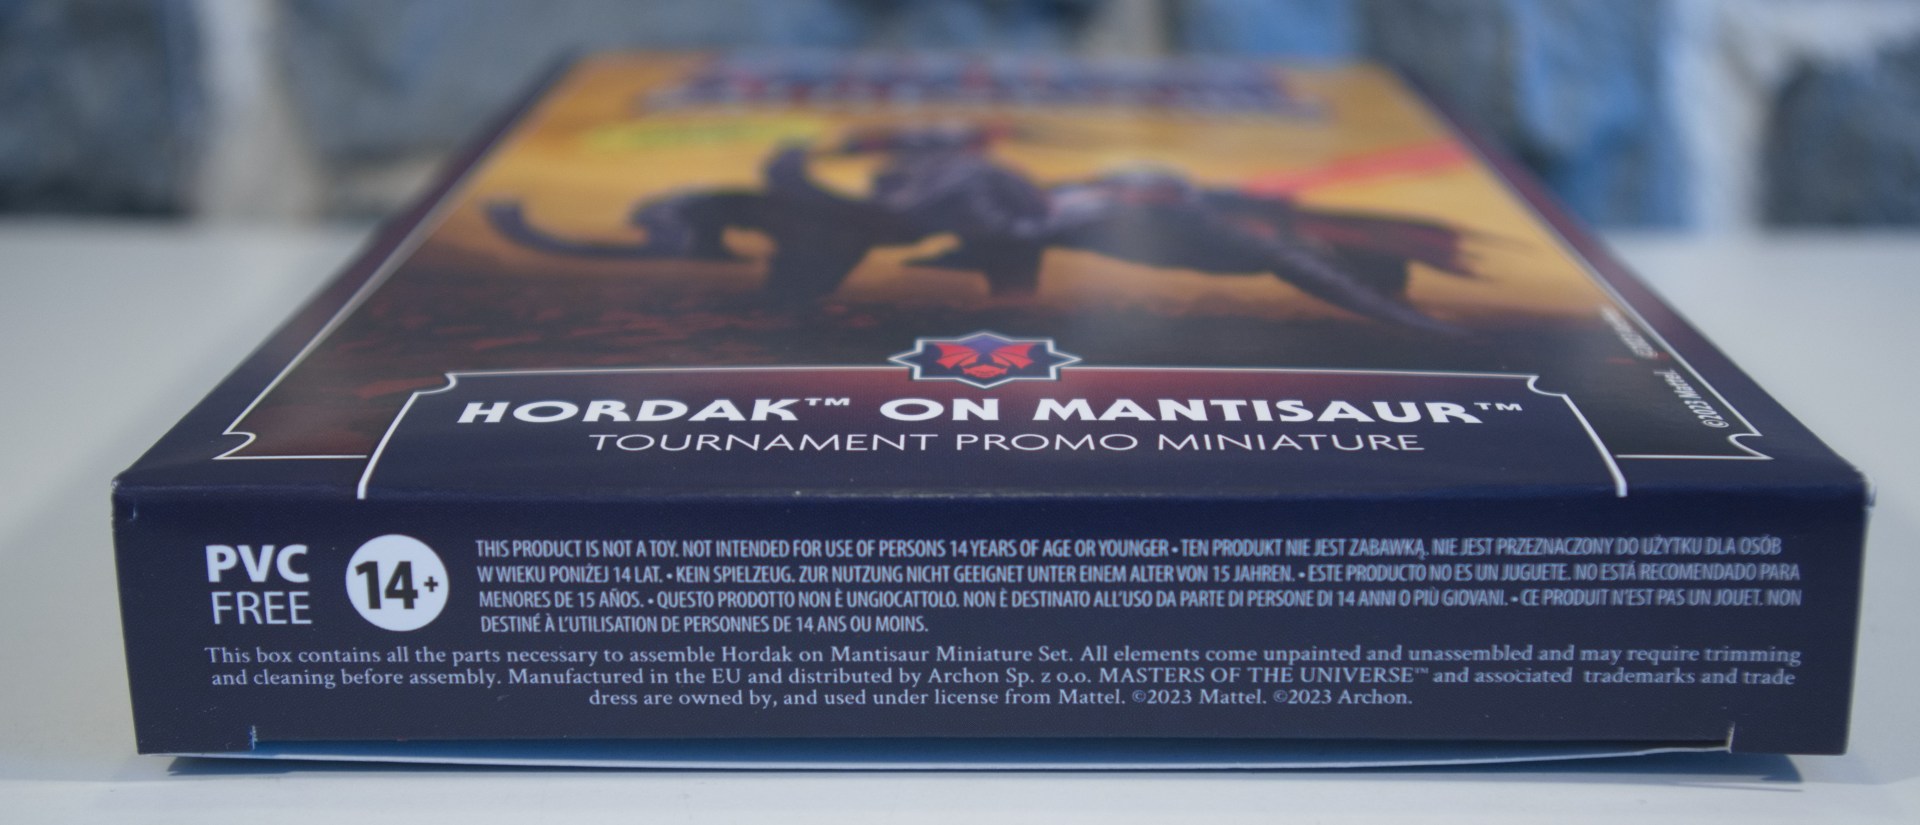 ©2023 Mattel.
HORDAK™ ON MANTISAUR™
TOURNAMENT PROMO MINIATURE
PVC
FREE
14+
THIS PRODUCT IS NOT A TOY. NOT INTENDED FOR USE OF PERSONS 14 YEARS OF AGE OR YOUNGER • TEN PRODUKT NIE JEST ZABAWKĄ. NIE JEST PRZEZNACZONY DO UŻYTKU DLA OSÓB
W WIEKU PONIŻEJ 14 LAT. • KEIN SPIELZEUG. ZUR NUTZUNG NICHT GEEIGNET UNTER EINEM ALTER VON 15 JAHREN. • ESTE PRODUCTO NO ES UN JUGUETE. NO ESTÁ RECOMENDADO PARA
MENORES DE 15 AÑOS. • QUESTO PRODOTTO NON È UNGIOCATTOLO. NON È DESTINATO ALL'USO DA PARTE DI PERSONE DI 14 ANNI O PIÙ GIOVANI. • CE PRODUIT N'EST PAS UN JOUET. NON
DESTINÉ À L'UTILISATION DE PERSONNES DE 14 ANS OU MOINS.
This box contains all the parts necessary to assemble Hordak on Mantisaur Miniature Set. All elements come unpainted and unassembled and may require trimming
and cleaning before assembly. Manufactured in the EU and distributed by Archon Sp. z o.o. MASTERS OF THE UNIVERSE™ and associated trademarks and trade
dress are owned by, and used under license from Mattel. ©2023 Mattel. ©2023 Archon.